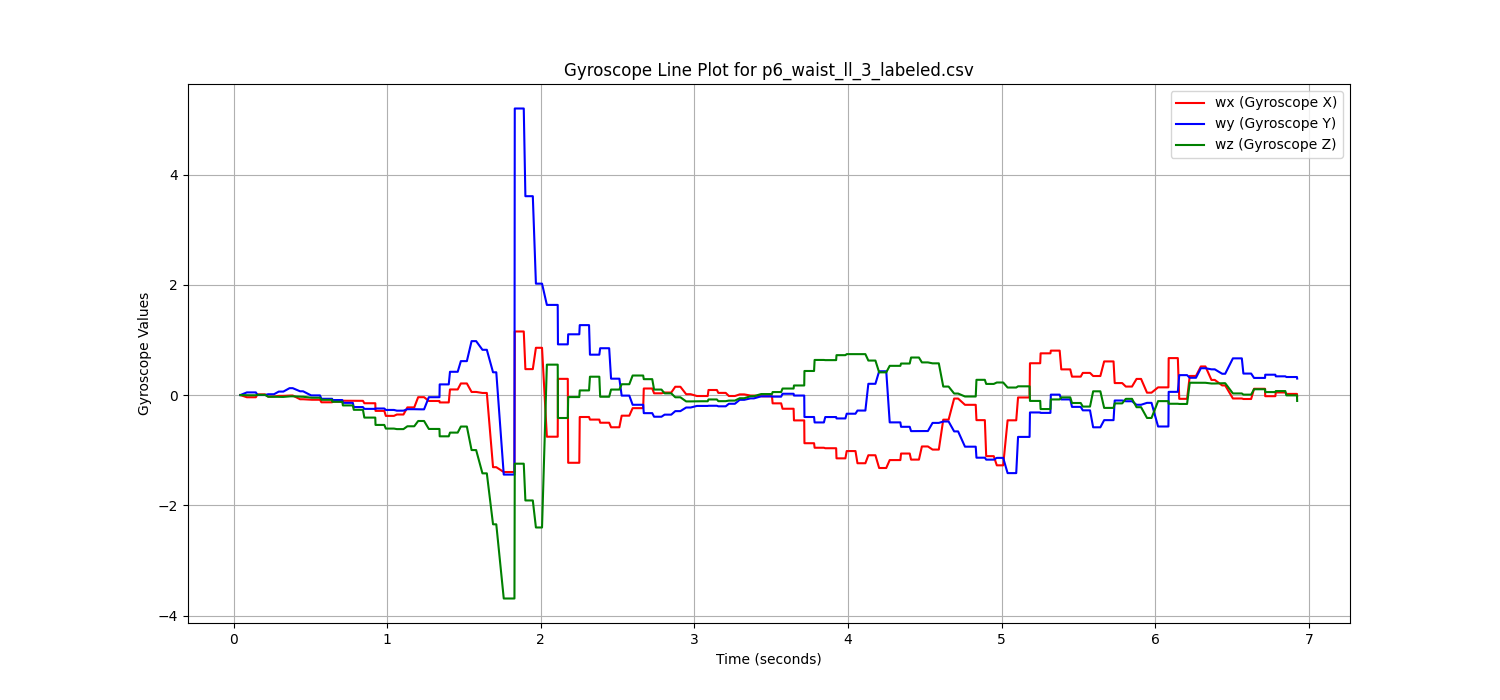 Gyroscope Line Plot for p6_waist_ll_3_labeled.csv
wx (Gyroscope X)
wy (Gyroscope Y)
wz (Gyroscope Z)
Gyroscope Values
4
2
0
−2
−4
0 1 2 3 4 5 6 7
Time (seconds)